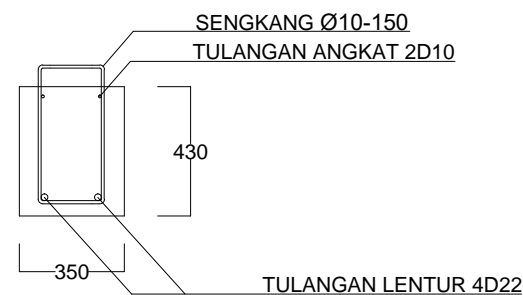 SENGKANG Ø10-150
TULANGAN ANGKAT 2D10
430
350
TULANGAN LENTUR 4D22